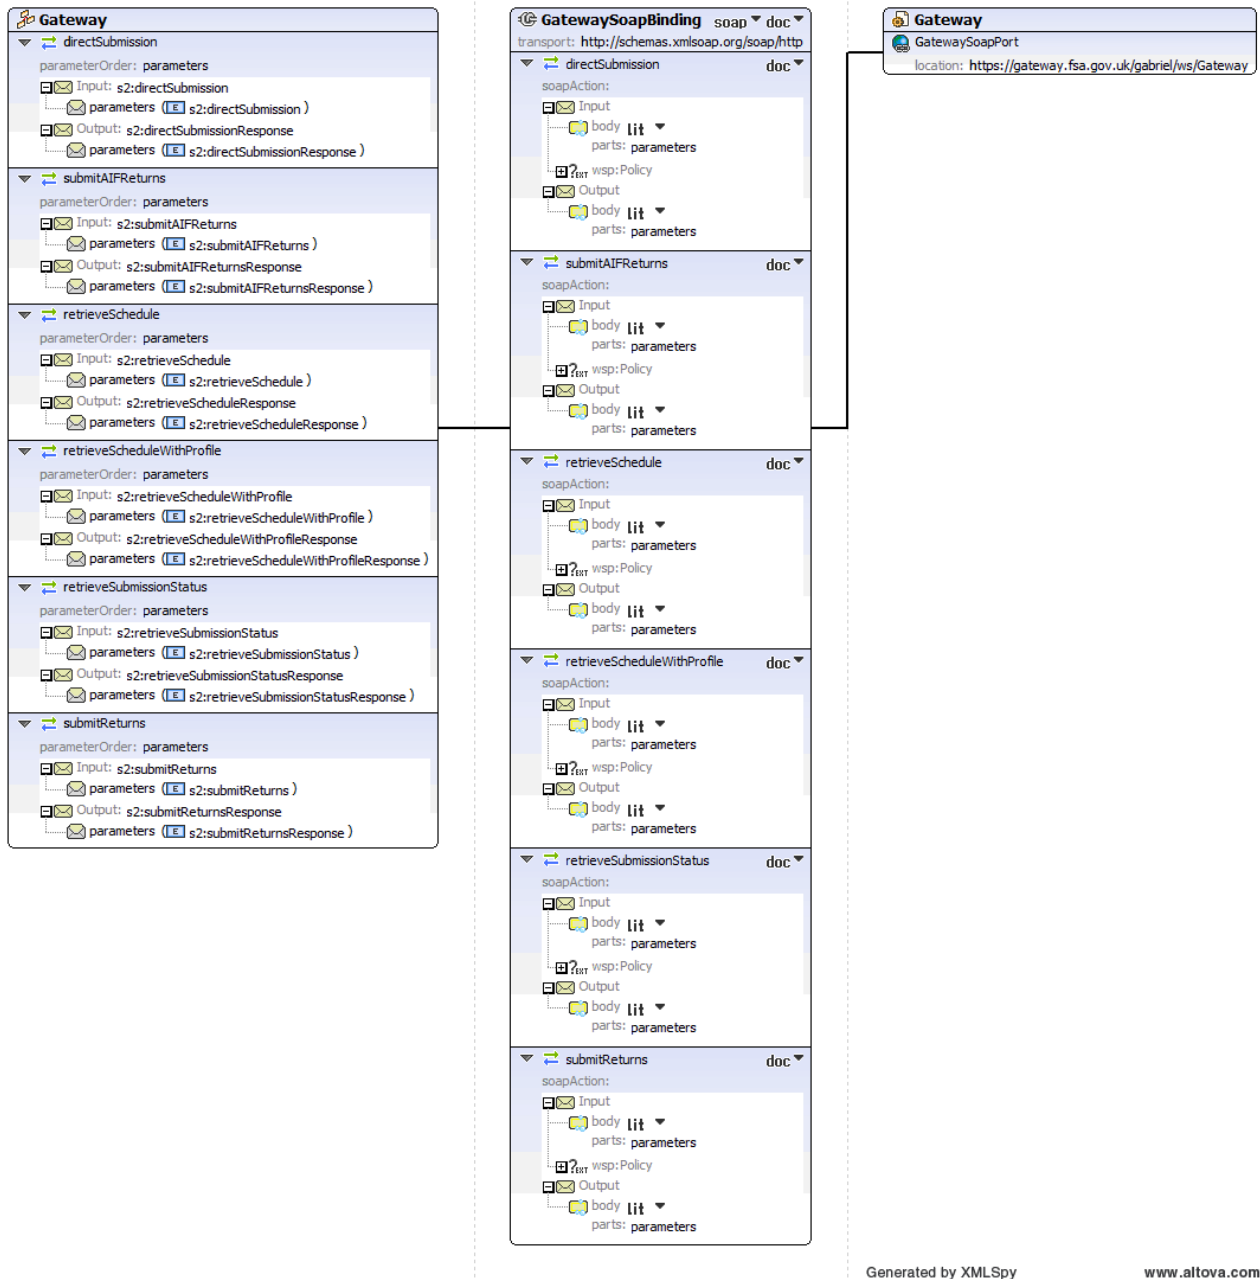 Gateway
directSubmission
parameterOrder: parameters
Input: s2:directSubmission
parameters (E s2:directSubmission )
Output: s2:directSubmissionResponse
parameters (E s2:directSubmissionResponse )
submitAIFReturns
parameterOrder: parameters
Input: s2:submitAIFReturns
parameters (E s2:submitAIFReturns )
Output: s2:submitAIFReturnsResponse
parameters (E s2:submitAIFReturnsResponse )
retrieveSchedule
parameterOrder: parameters
Input: s2:retrieveSchedule
parameters (E s2:retrieveSchedule )
Output: s2:retrieveScheduleResponse
parameters (E s2:retrieveScheduleResponse )
retrieveScheduleWithProfile
parameterOrder: parameters
Input: s2:retrieveScheduleWithProfile
parameters (E s2:retrieveScheduleWithProfile )
Output: s2:retrieveScheduleWithProfileResponse
parameters (E s2:retrieveScheduleWithProfileResponse )
retrieveSubmissionStatus
parameterOrder: parameters
Input: s2:retrieveSubmissionStatus
parameters (E s2:retrieveSubmissionStatus )
Output: s2:retrieveSubmissionStatusResponse
parameters (E s2:retrieveSubmissionStatusResponse )
submitReturns
parameterOrder: parameters
Input: s2:submitReturns
parameters (E s2:submitReturns )
Output: s2:submitReturnsResponse
parameters (E s2:submitReturnsResponse )
GatewaySoapBinding soap doc
transport: http://schemas.xmlsoap.org/soap/http
directSubmission doc
soapAction:
Input
body lit
parts: parameters
?EXT wsp:Policy
Output
body lit
parts: parameters
submitAIFReturns doc
soapAction:
Input
body lit
parts: parameters
?EXT wsp:Policy
Output
body lit
parts: parameters
retrieveSchedule doc
soapAction:
Input
body lit
parts: parameters
?EXT wsp:Policy
Output
body lit
parts: parameters
retrieveScheduleWithProfile doc
soapAction:
Input
body lit
parts: parameters
?EXT wsp:Policy
Output
body lit
parts: parameters
retrieveSubmissionStatus doc
soapAction:
Input
body lit
parts: parameters
?EXT wsp:Policy
Output
body lit
parts: parameters
submitReturns doc
soapAction:
Input
body lit
parts: parameters
?EXT wsp:Policy
Output
body lit
parts: parameters
Gateway
GatewaySoapPort
location: https://gateway.fsa.gov.uk/gabriel/ws/Gateway
Generated by XMLSpy www.altova.com